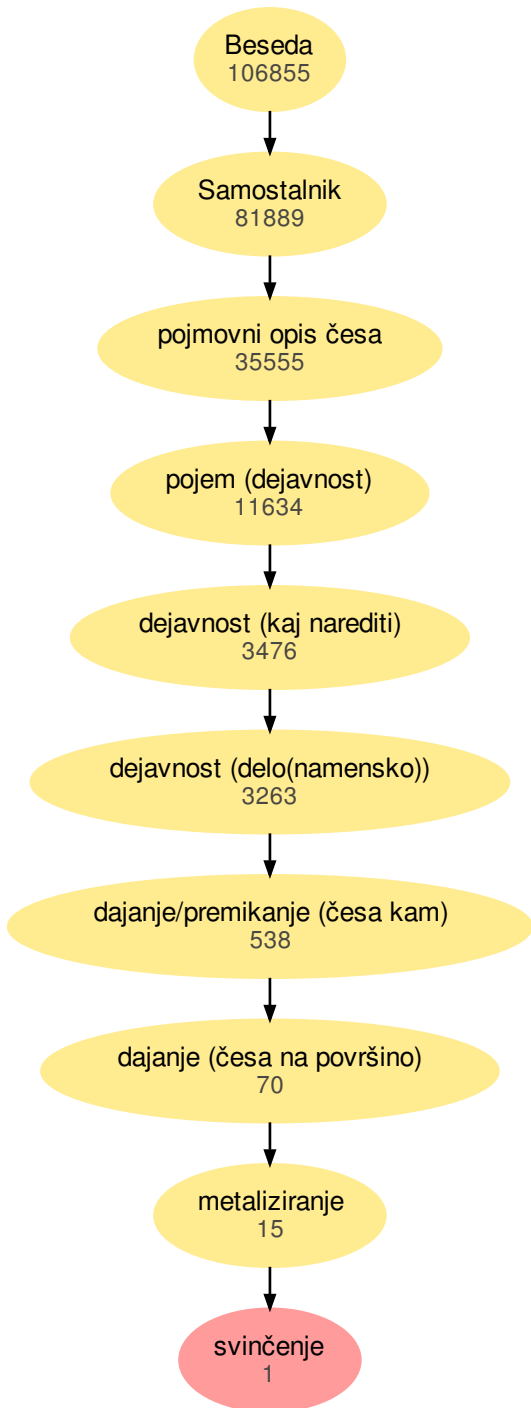 Beseda
106855
Samostalnik
81889
pojmovni opis česa
35555
pojem (dejavnost)
11634
dejavnost (kaj narediti)
3476
dejavnost (delo(namensko))
3263
dajanje/premikanje (česa kam)
538
dajanje (česa na površino)
70
metaliziranje
15
svinčenje
1